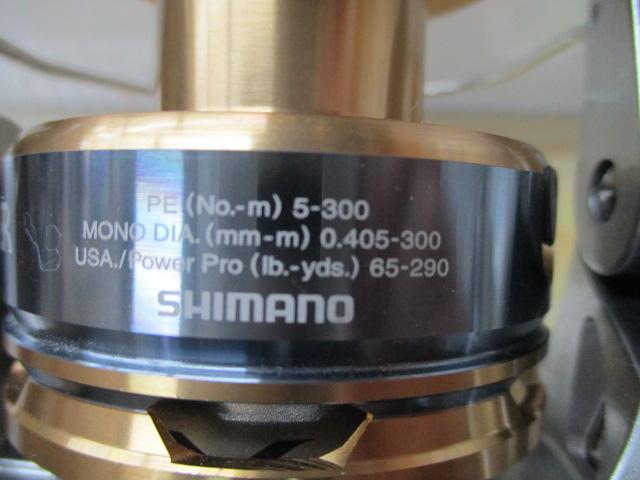 PE (No.-m) 5-300
MONO DIA. (mm-m) 0.405-300
USA./Power Pro (lb.-yds.) 65-290
SHIMANO